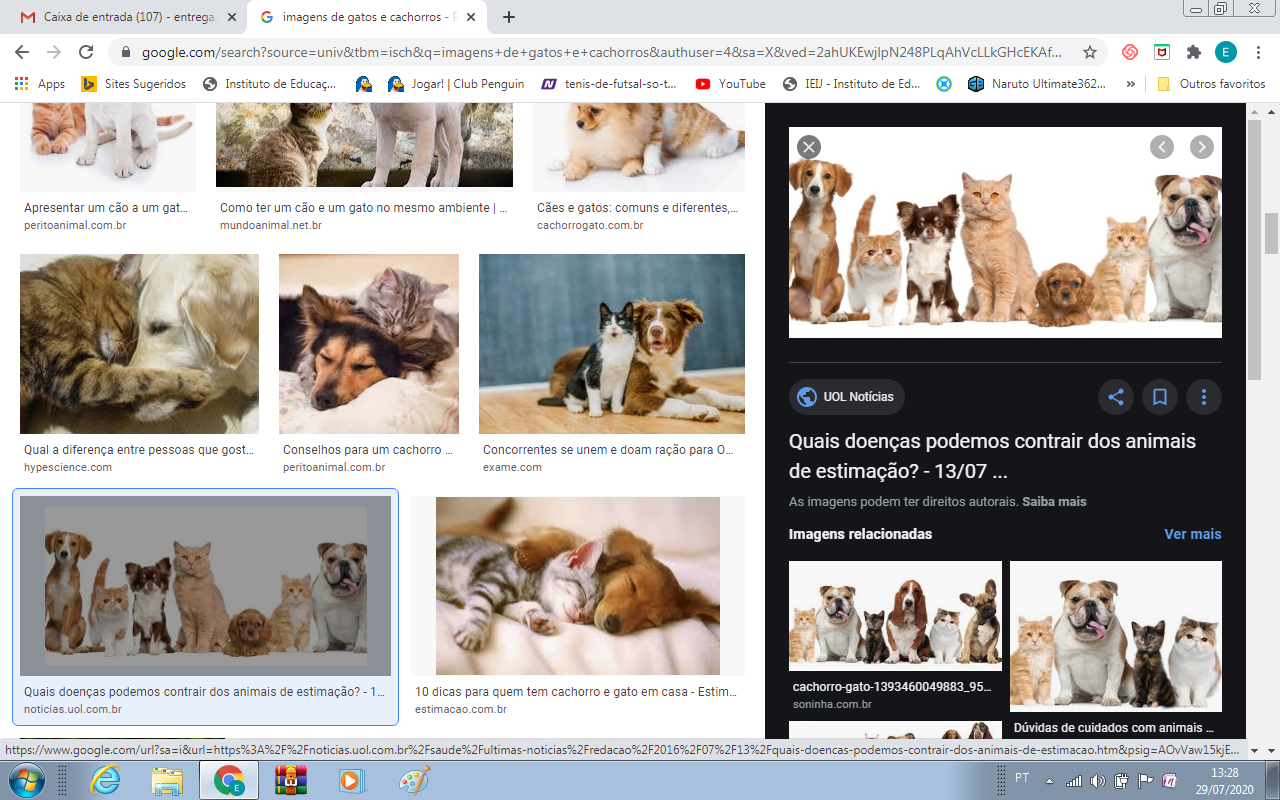 Caixa de entrada (107) - entrega.
imagens de gatos e cachorros - P
google.com/search?source=univ&tbm=isch&q=imagens+de+gatos+e+cachorros&authuser=4&sa=X&ved=2ahUKEwjlpN248PLqAhVcLLkGHcEKAf...
E
Apps
Sites Sugeridos
Instituto de Educaç...
Jogar! | Club Penguin
tenis-de-futsal-so-t...
YouTube
IEIJ - Instituto de Ed...
Naruto Ultimate362...
»
Outros favoritos
Apresentar um cão a um gat...
peritoanimal.com.br
Como ter um cão e um gato no mesmo ambiente | ...
mundoanimal.net.br
Cães e gatos: comuns e diferentes,...
cachorrogato.com.br
Qual a diferença entre pessoas que gost...
hypescience.com
Conselhos para um cachorro ...
peritoanimal.com.br
Concorrentes se unem e doam ração para O...
exame.com
Quais doenças podemos contrair dos animais de estimação? - 1...
noticias.uol.com.br
10 dicas para quem tem cachorro e gato em casa - Estim...
estimacao.com.br
UOL Notícias
Quais doenças podemos contrair dos animais
de estimação? - 13/07 ...
As imagens podem ter direitos autorais. Saiba mais
Imagens relacionadas
Ver mais
cachorro-gato-1393460049883_95...
soninha.com.br
Dúvidas de cuidados com animais ...
https://www.google.com/url?sa=i&url=https%3A%2F%2Fnoticias.uol.com.br%2Fsaude%2Fultimas-noticias%2Fredacao%2F2016%2F07%2F13%2Fquais-doencas-podemos-contrair-dos-animais-de-estimacao.htm&psig=AOvVaw15kjE...
E
PT
13:28
29/07/2020